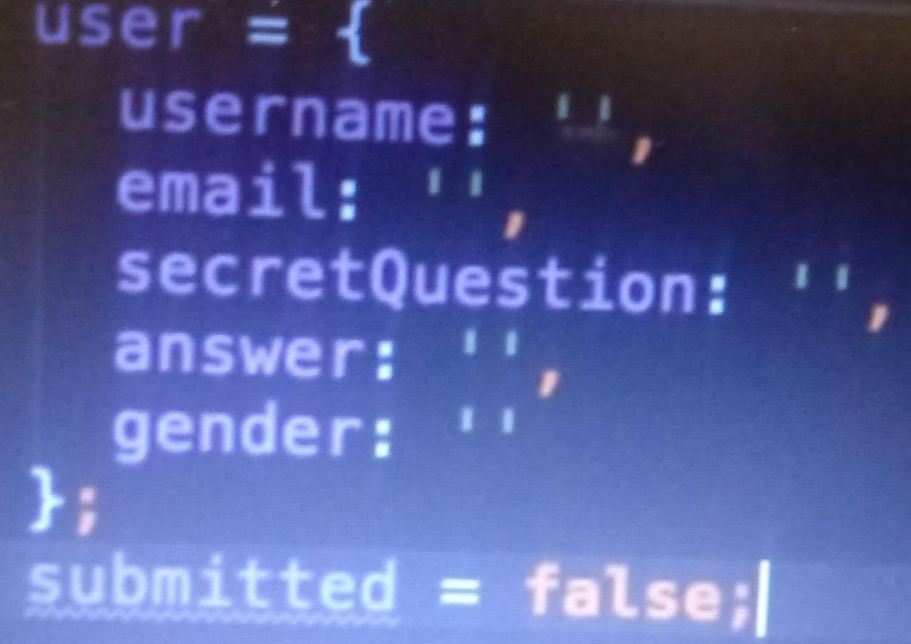 user = {
username: '',
email: '',
secretQuestion: '',
answer: '',
gender: ''
};
submitted = false;